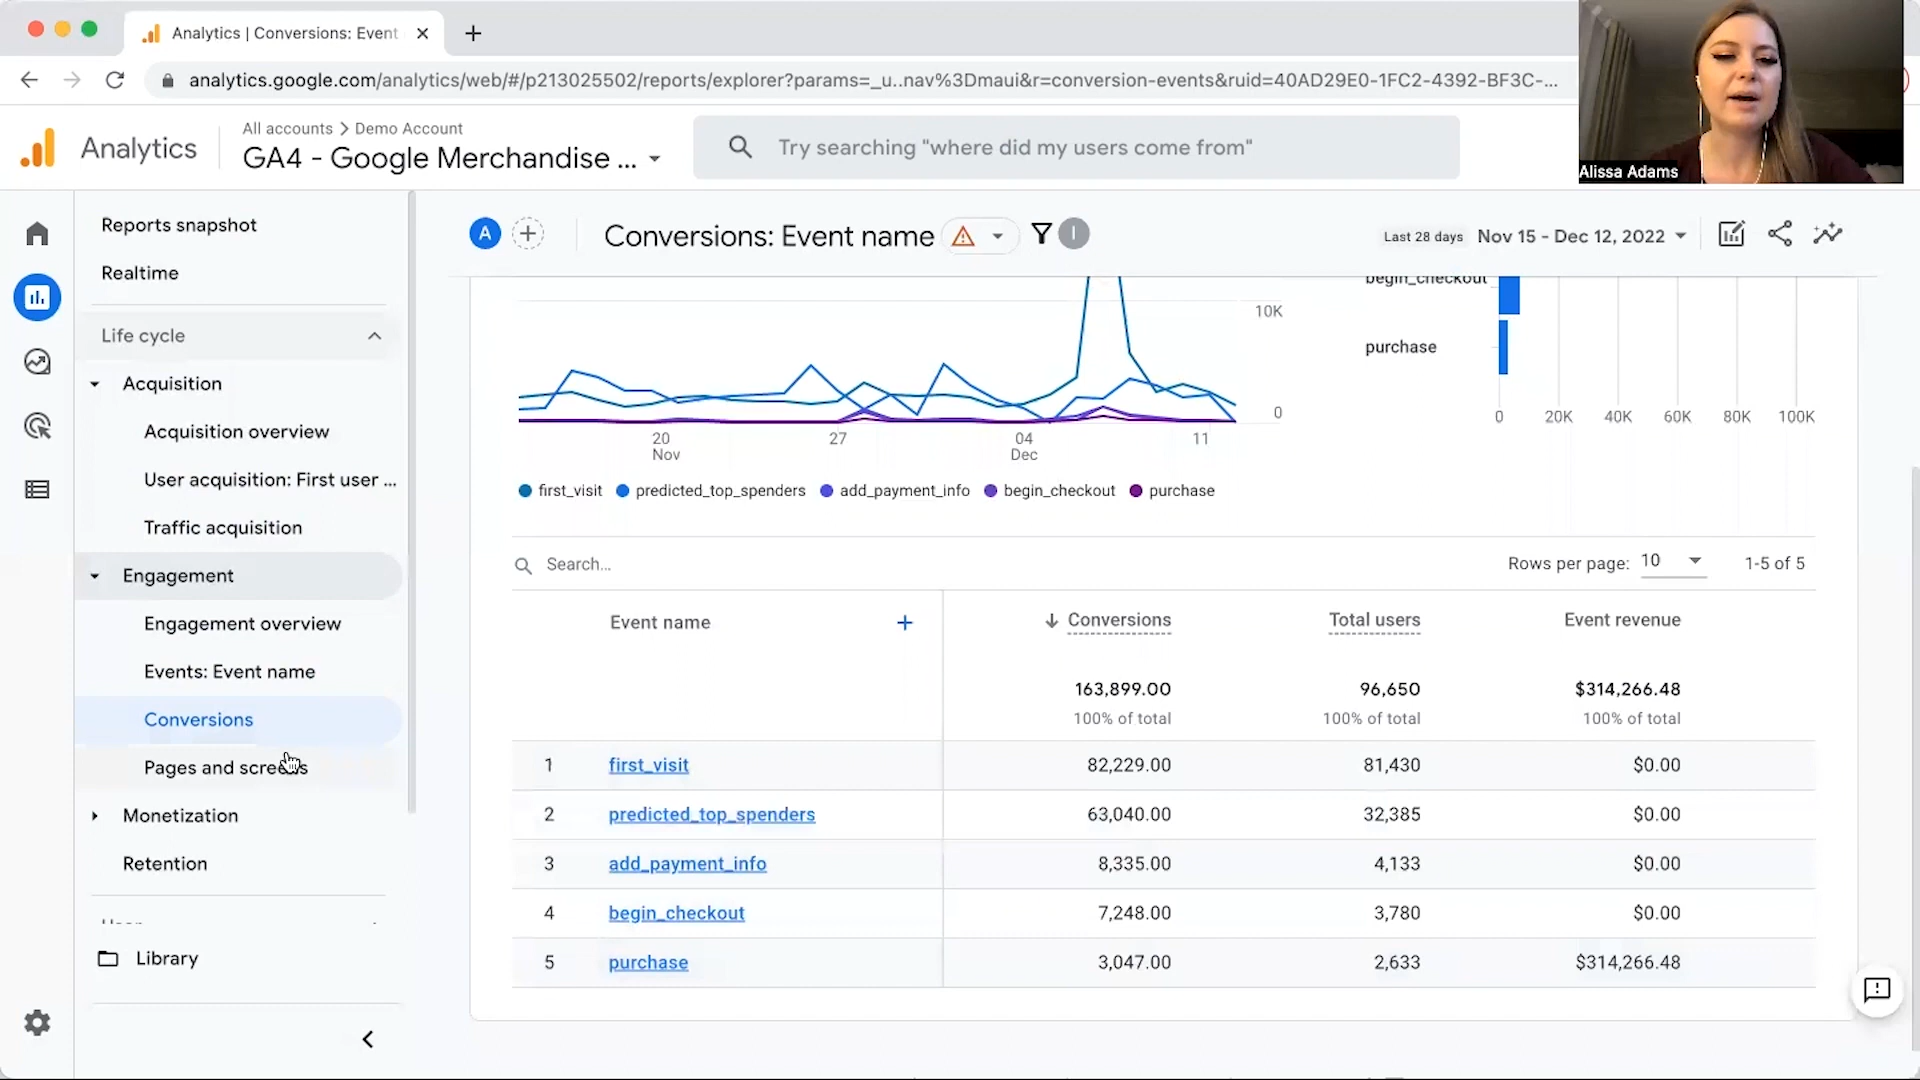 Analytics | Conversions: Event
analytics.google.com/analytics/web/#/p213025502/reports/explorer?params=_u..nav%3Dmaui&r=conversion-events&ruid=40AD29E0-1FC2-4392-BF3C-...
Alissa Adams
Analytics
All accounts > Demo Account
GA4 - Google Merchandise ...
Try searching "where did my users come from"
Reports snapshot
Realtime
Life cycle
Acquisition
Acquisition overview
User acquisition: First user ...
Traffic acquisition
Engagement
Engagement overview
Events: Event name
Conversions
Pages and screens
Monetization
Retention
User
Library
A
Conversions: Event name
I
Last 28 days Nov 15 - Dec 12, 2022
10K
0
20
Nov
27
04
Dec
11
first_visit predicted_top_spenders add_payment_info begin_checkout purchase
begin_checkout
purchase
0 20K 40K 60K 80K 100K
Search...
Rows per page: 10 1-5 of 5
Event name + Conversions Total users Event revenue
163,899.00 96,650 $314,266.48
100% of total 100% of total 100% of total
1 first_visit 82,229.00 81,430 $0.00
2 predicted_top_spenders 63,040.00 32,385 $0.00
3 add_payment_info 8,335.00 4,133 $0.00
4 begin_checkout 7,248.00 3,780 $0.00
5 purchase 3,047.00 2,633 $314,266.48